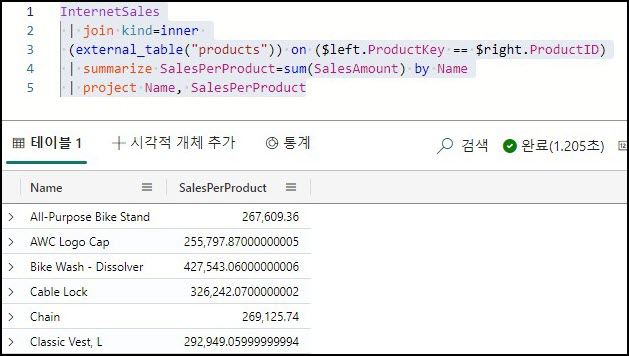 1 InternetSales
2 | join kind=inner
3 (external_table("products")) on ($left.ProductKey == $right.ProductID)
4 | summarize SalesPerProduct=sum(SalesAmount) by Name
5 | project Name, SalesPerProduct
테이블 1 + 시각적 개체 추가 통계 검색 완료(1.205초)
Name SalesPerProduct
All-Purpose Bike Stand 267,609.36
AWC Logo Cap 255,797.87000000005
Bike Wash - Dissolver 427,543.06000000006
Cable Lock 326,242.0700000002
Chain 269,125.74
Classic Vest, L 292,949.05999999994